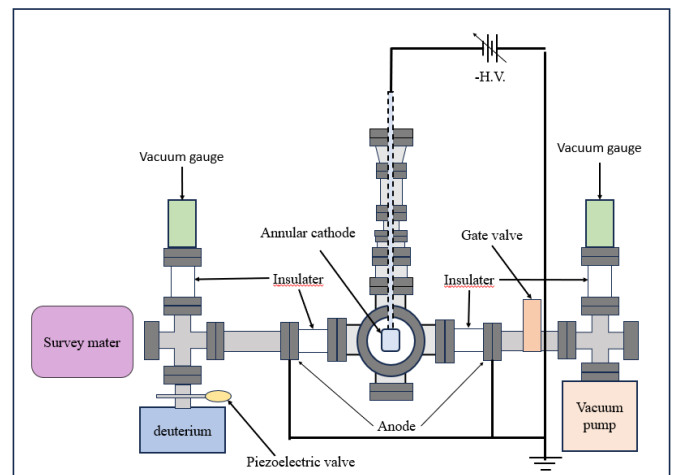 -H.V.
Vacuum gauge
Vacuum gauge
Annular cathode
Gate valve
Insulater
Insulater
Survey mater
Anode
deuterium
Vacuum
pump
Piezoelectric valve